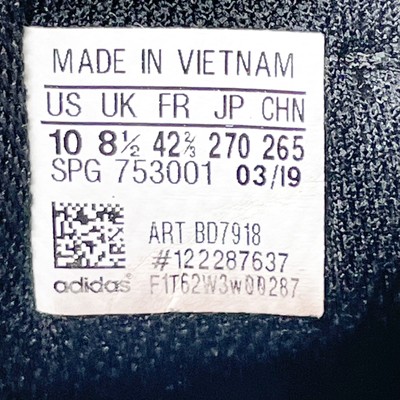 MADE IN VIETNAM
US UK FR JP CHN
10 8½ 42⅔ 270 265
SPG 753001 03/19
ART BD7918
#122287637
adidas F1T62W3w00287